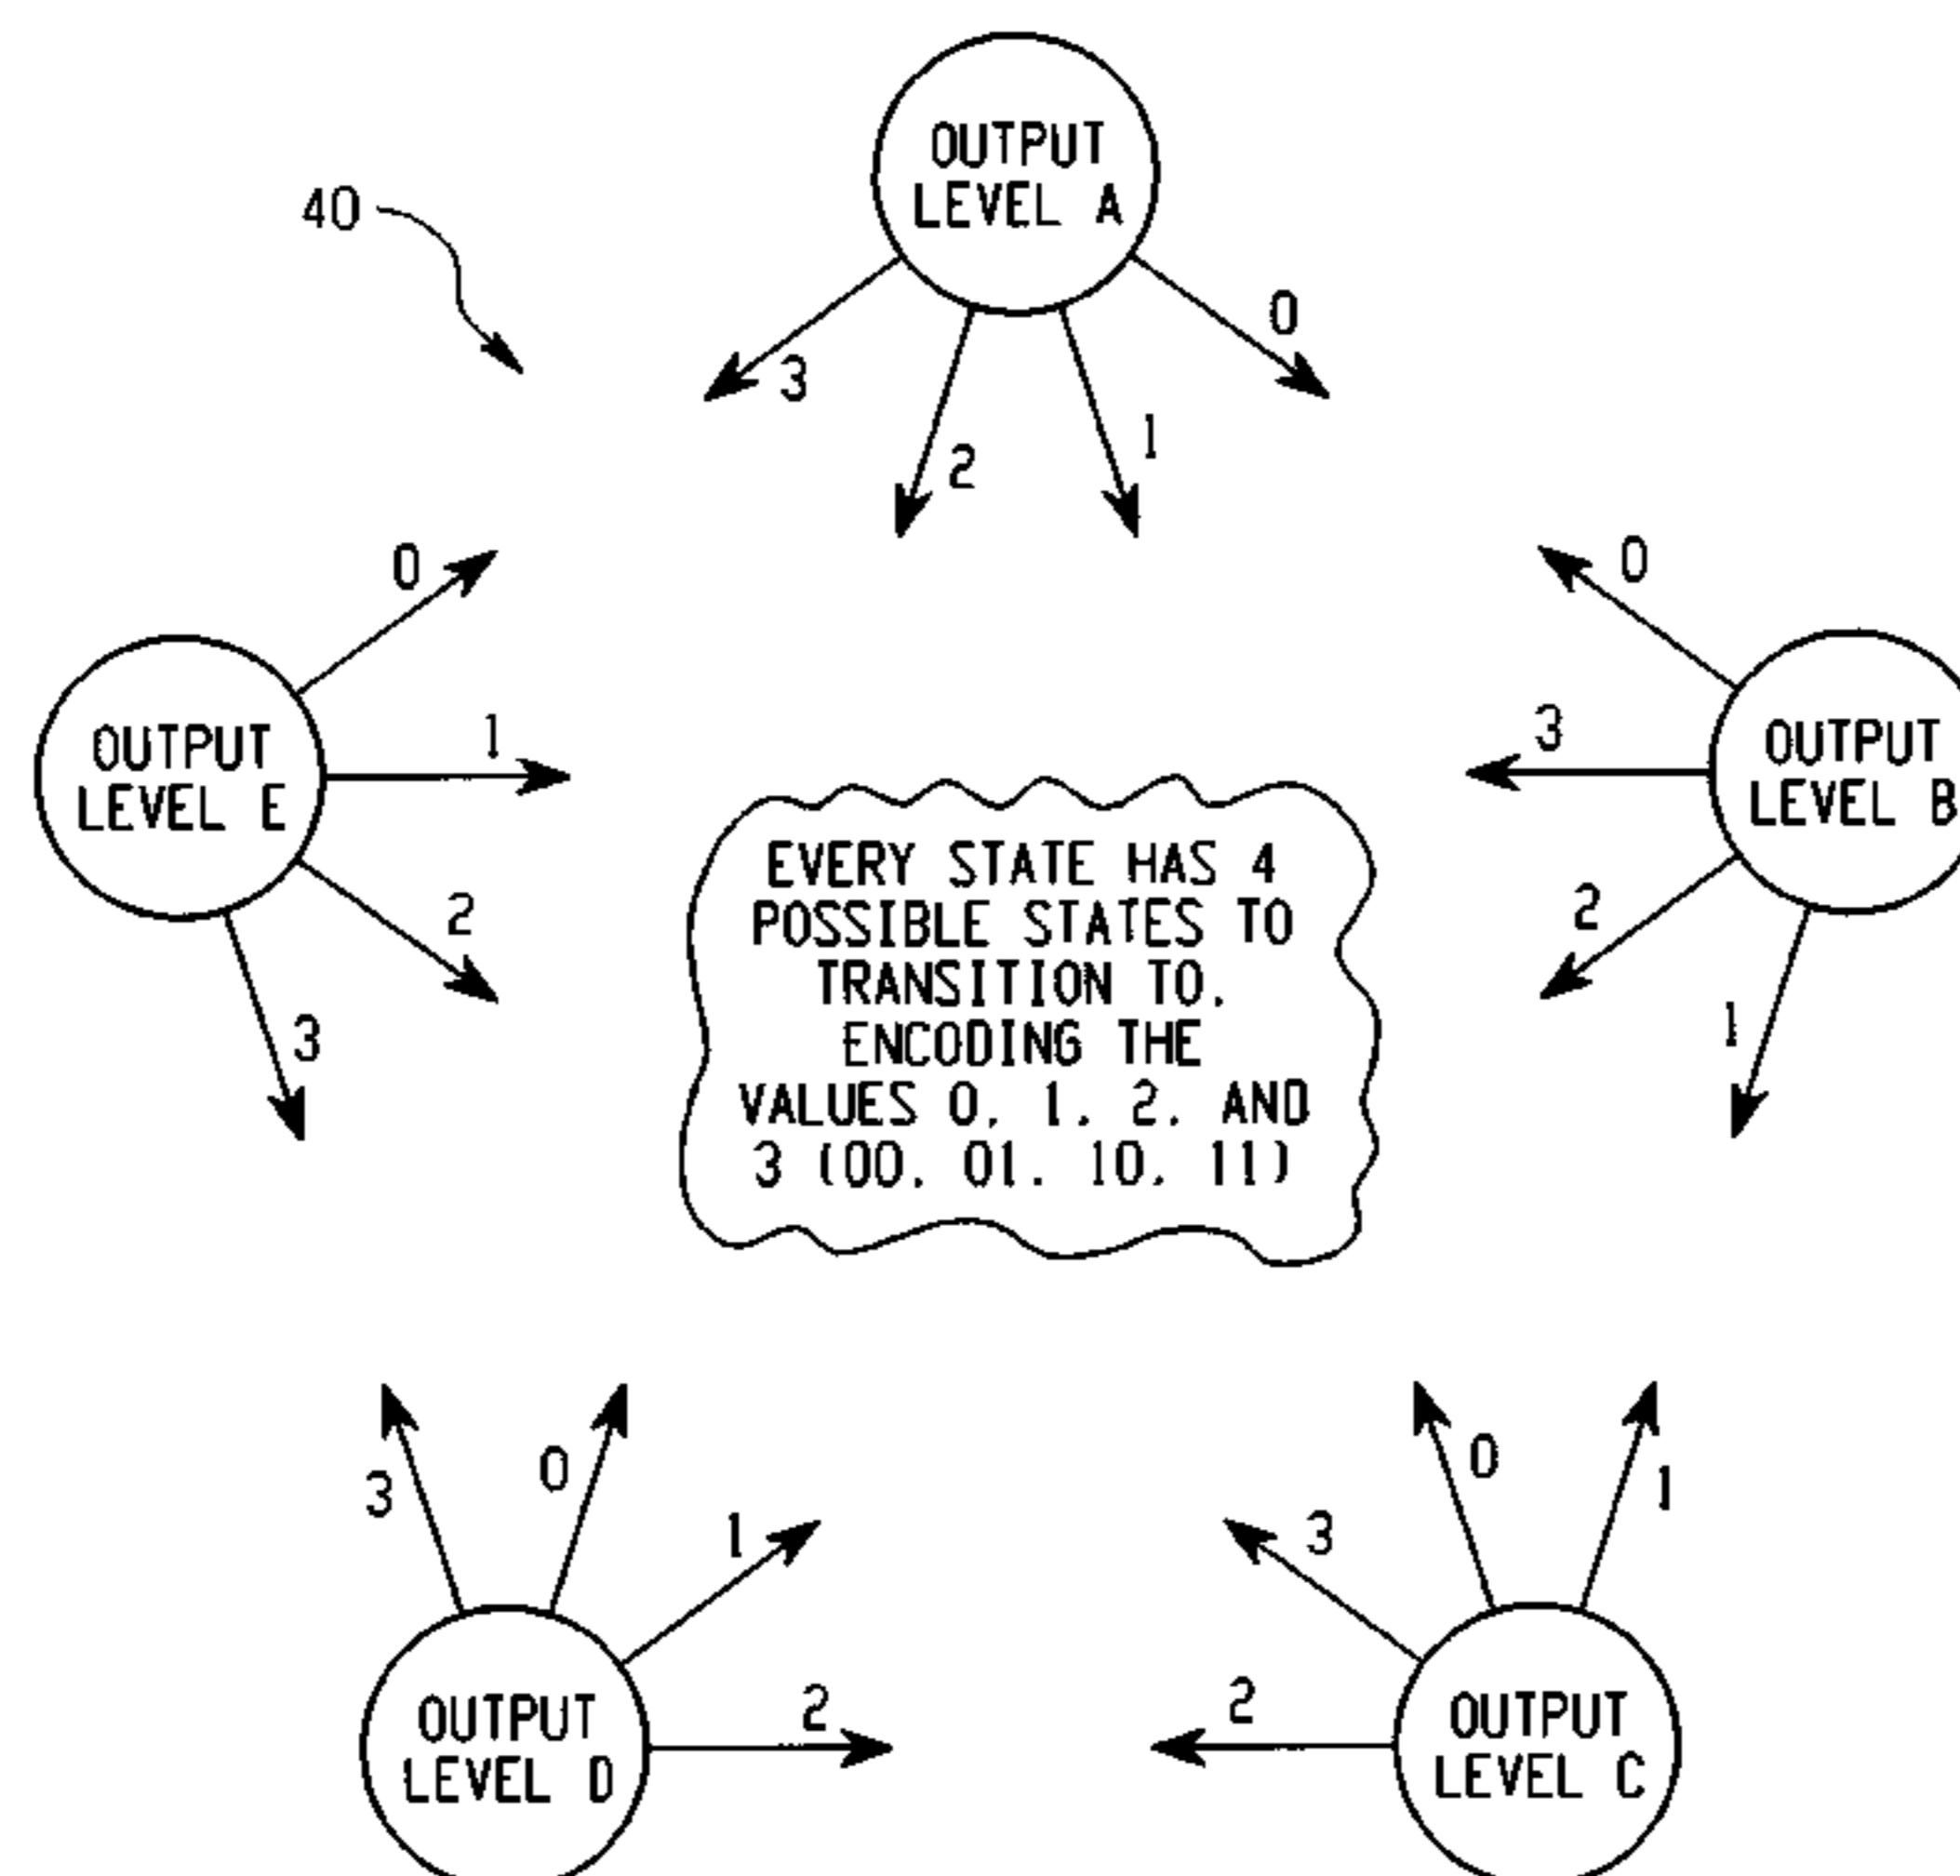 OUTPUT
LEVEL A
40
0
3
1
2
0
0
1
3
OUTPUT
LEVEL E
OUTPUT
LEVEL B
EVERY STATE HAS 4
POSSIBLE STATES TO
TRANSITION TO,
ENCODING THE
VALUES 0, 1, 2, AND
3 (00, 01, 10, 11)
2
2
3
1
3
0
1
2
0
1
3
2
OUTPUT
LEVEL D
OUTPUT
LEVEL C